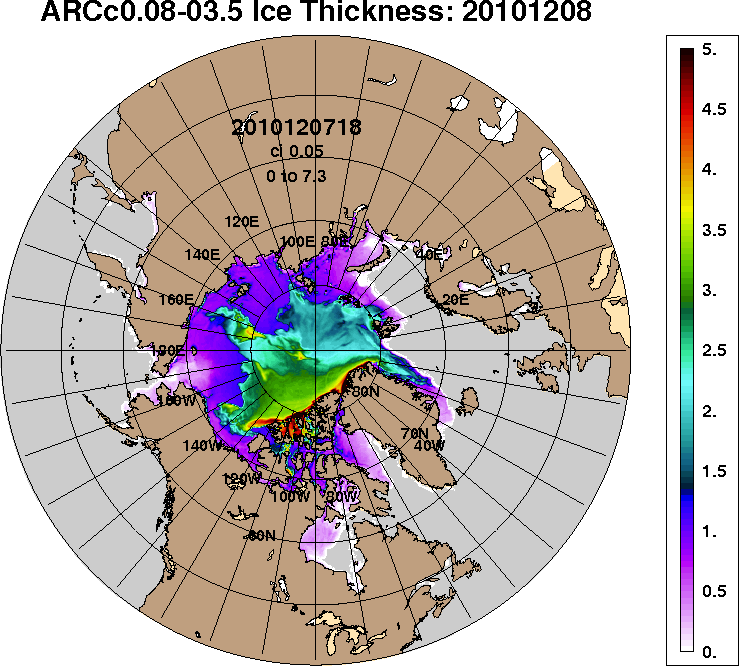 ARCc0.08-03.5 Ice Thickness: 20101208
2010120718
ci 0.05
0 to 7.3
120E
100E 80E
140E
40E
160E
20E
180E 0
160W
80N
140W
70N
40W
120W
100W 80W
60N
5.
4.5
4.
3.5
3.
2.5
2.
1.5
1.
0.5
0.